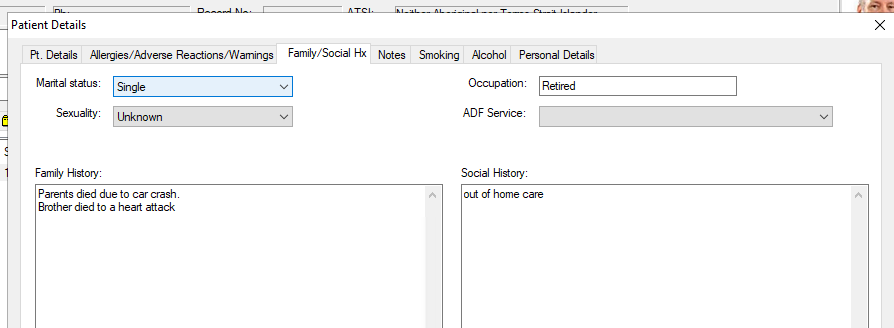 Ph: Record No: ATSI: Neither Aboriginal nor Torres Strait Islander
Patient Details
Pt. Details Allergies/Adverse Reactions/Warnings Family/Social Hx Notes Smoking Alcohol Personal Details
Marital status: Single Occupation: Retired
Sexuality: Unknown ADF Service:
Family History: Social History:
Parents died due to car crash. out of home care
Brother died to a heart attack